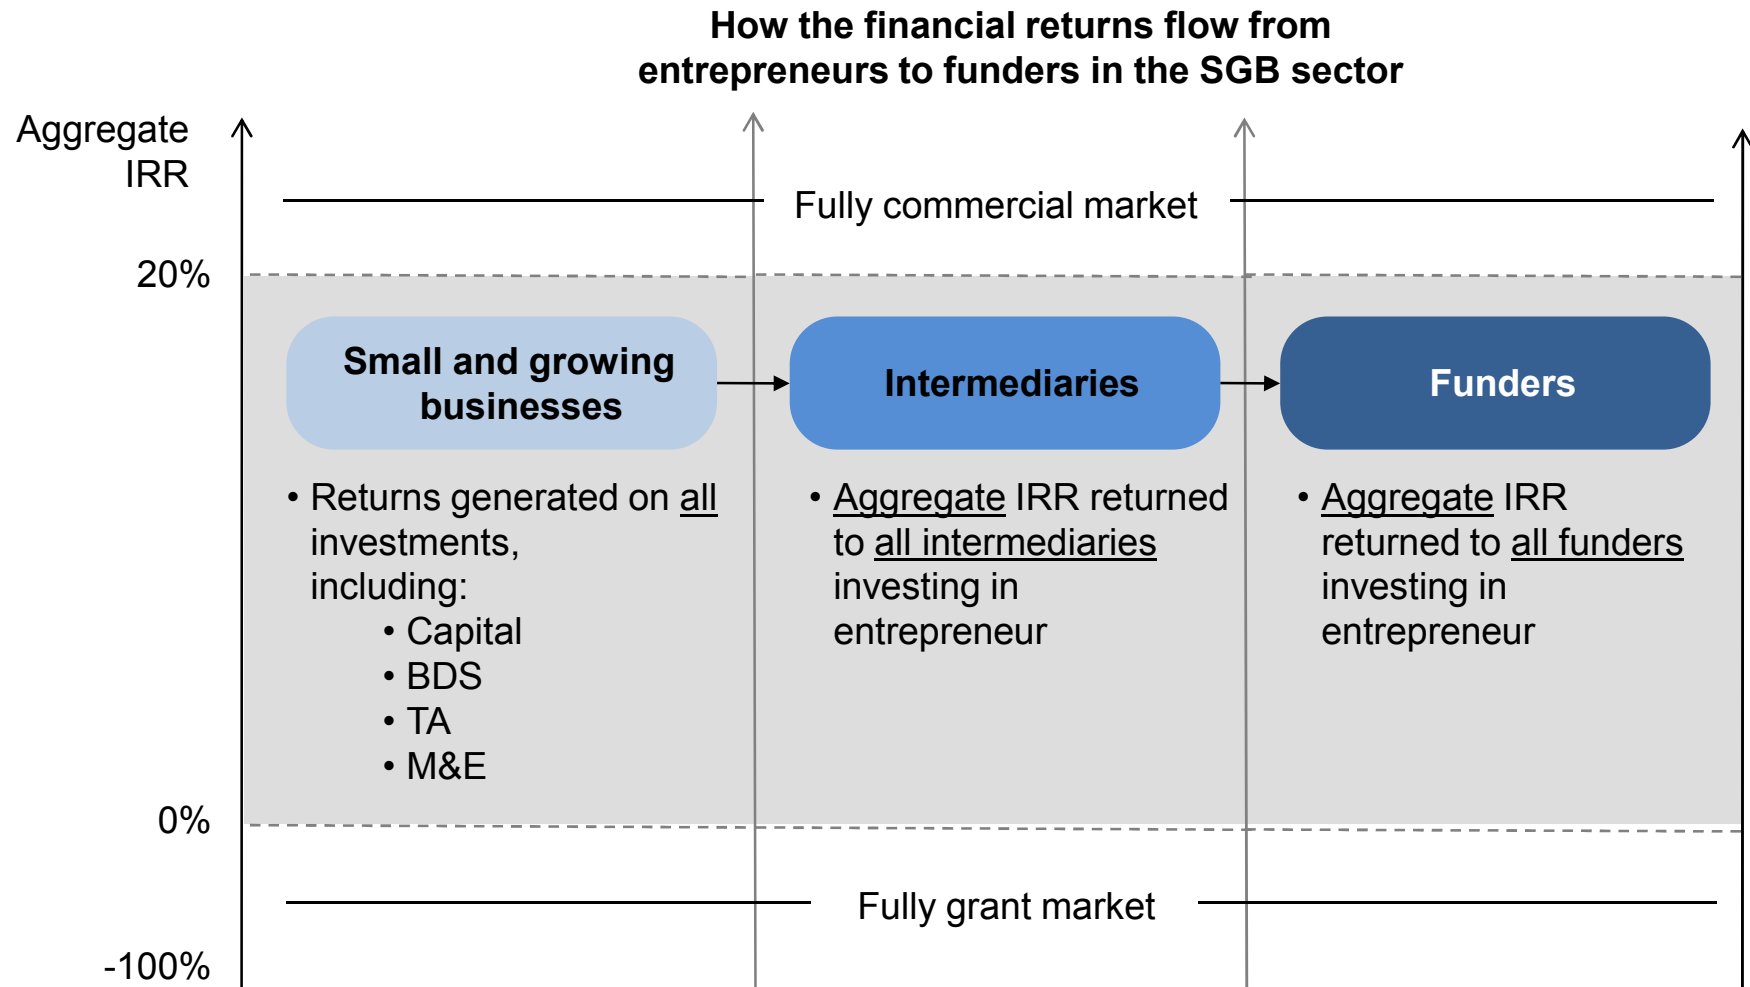 How the financial returns flow from
entrepreneurs to funders in the SGB sector
Aggregate
IRR
Fully commercial market
20%
Small and growing
businesses
Intermediaries
Funders
• Returns generated on all
investments,
including:
• Capital
• BDS
• TA
• M&E
• Aggregate IRR returned
to all intermediaries
investing in
entrepreneur
• Aggregate IRR
returned to all funders
investing in
entrepreneur
0%
Fully grant market
-100%